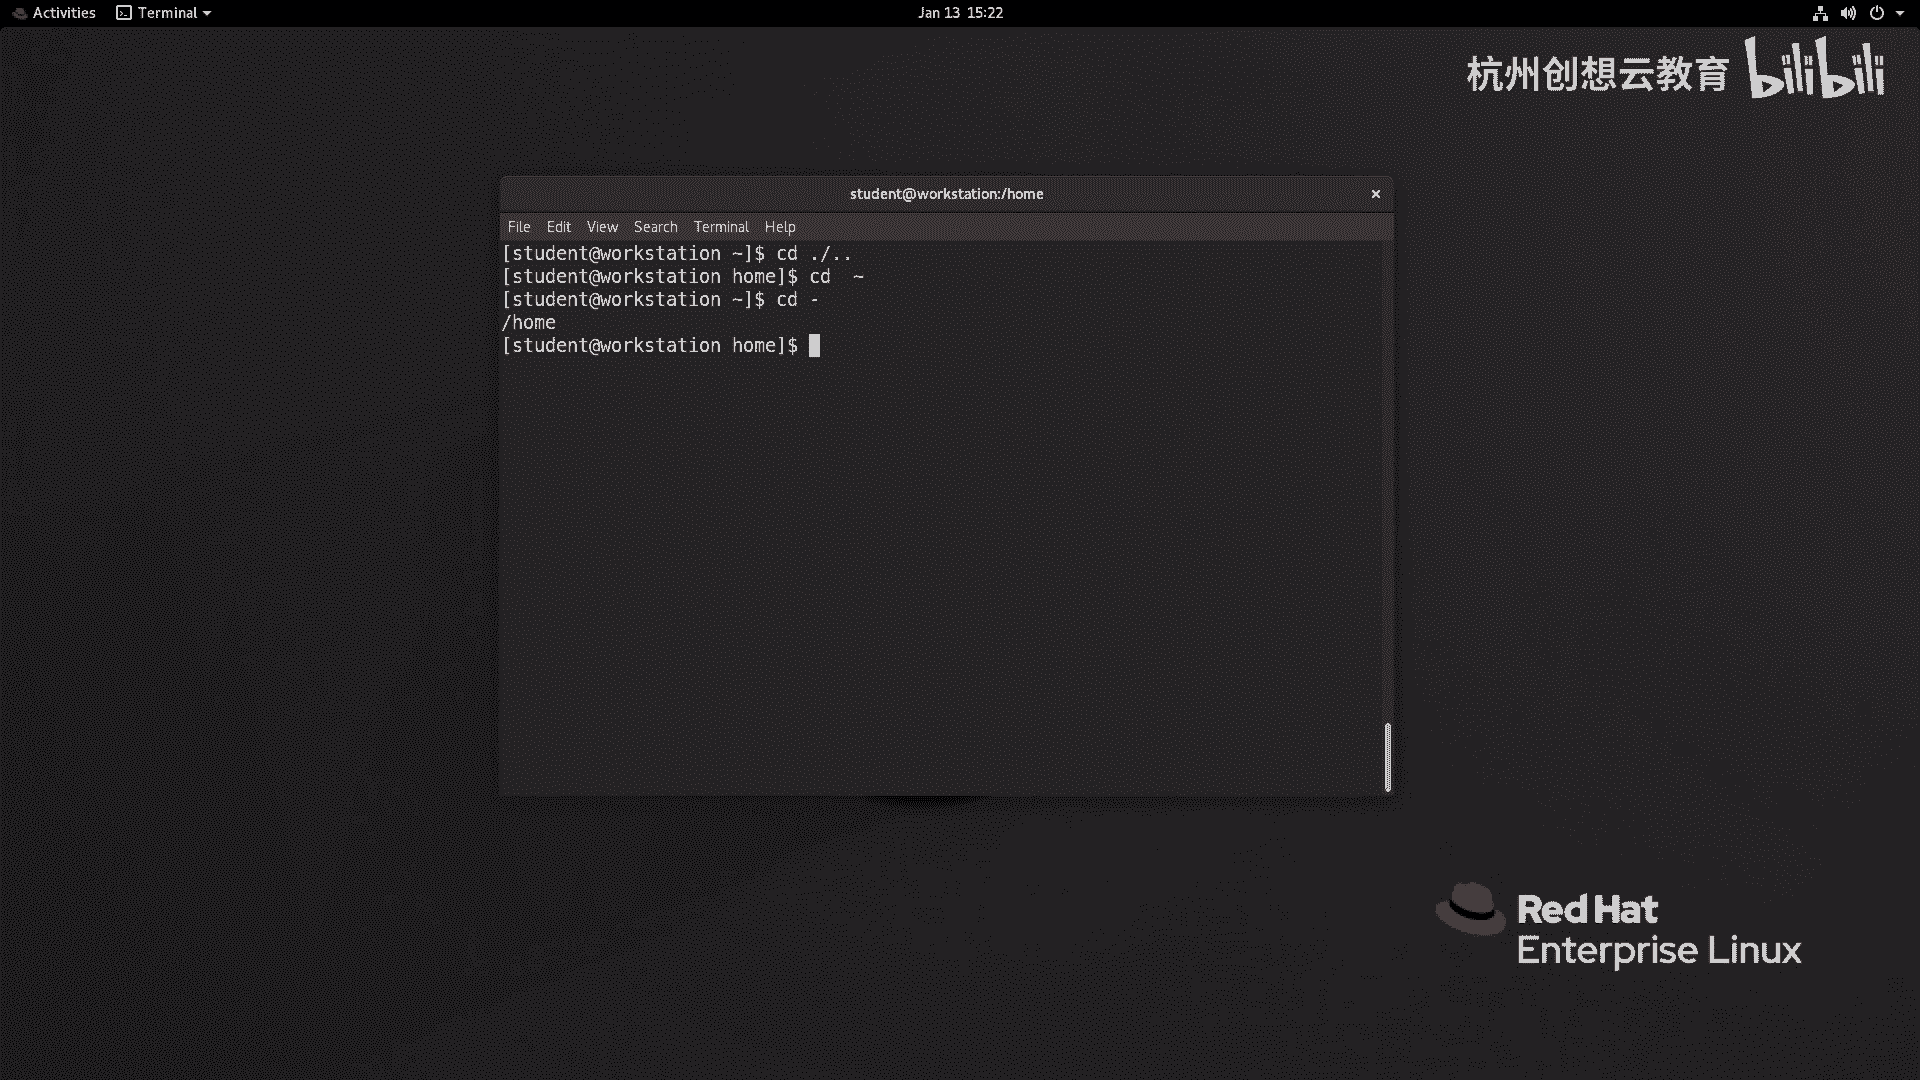 Activities Terminal Jan 13 15:22
杭州创想云教育 bilibili
student@workstation:/home
File Edit View Search Terminal Help
[student@workstation ~]$ cd ./..
[student@workstation home]$ cd  ~
[student@workstation ~]$ cd -
/home
[student@workstation home]$
Red Hat
Enterprise Linux